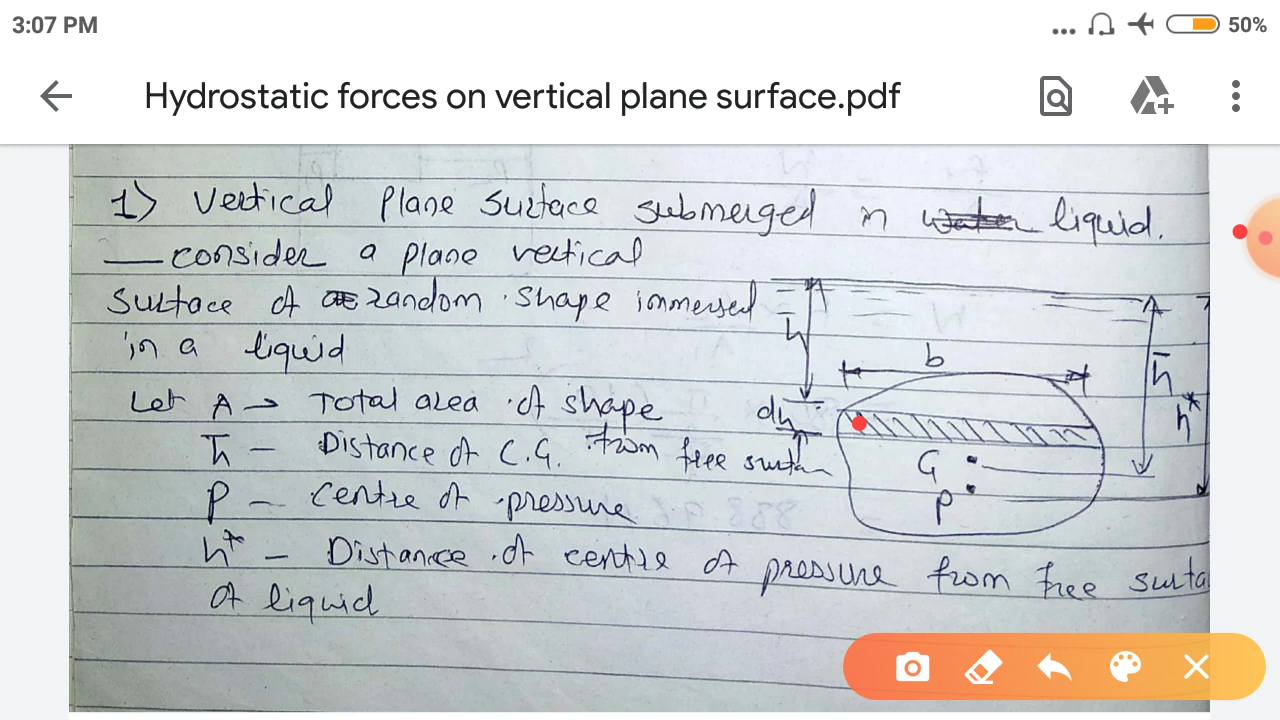 3:07 PM
50%
Hydrostatic forces on vertical plane surface.pdf
1) Vertical Plane Surface submerged in water liquid.
— consider a plane vertical
Surface of random shape immersed
in a liquid
Let A → Total area of shape
h̄ — Distance of C.G. from free surface
P — Centre of pressure
h* — Distance of centre of pressure from free surfa
of liquid
h
b
dh
h̄
h*
G
P